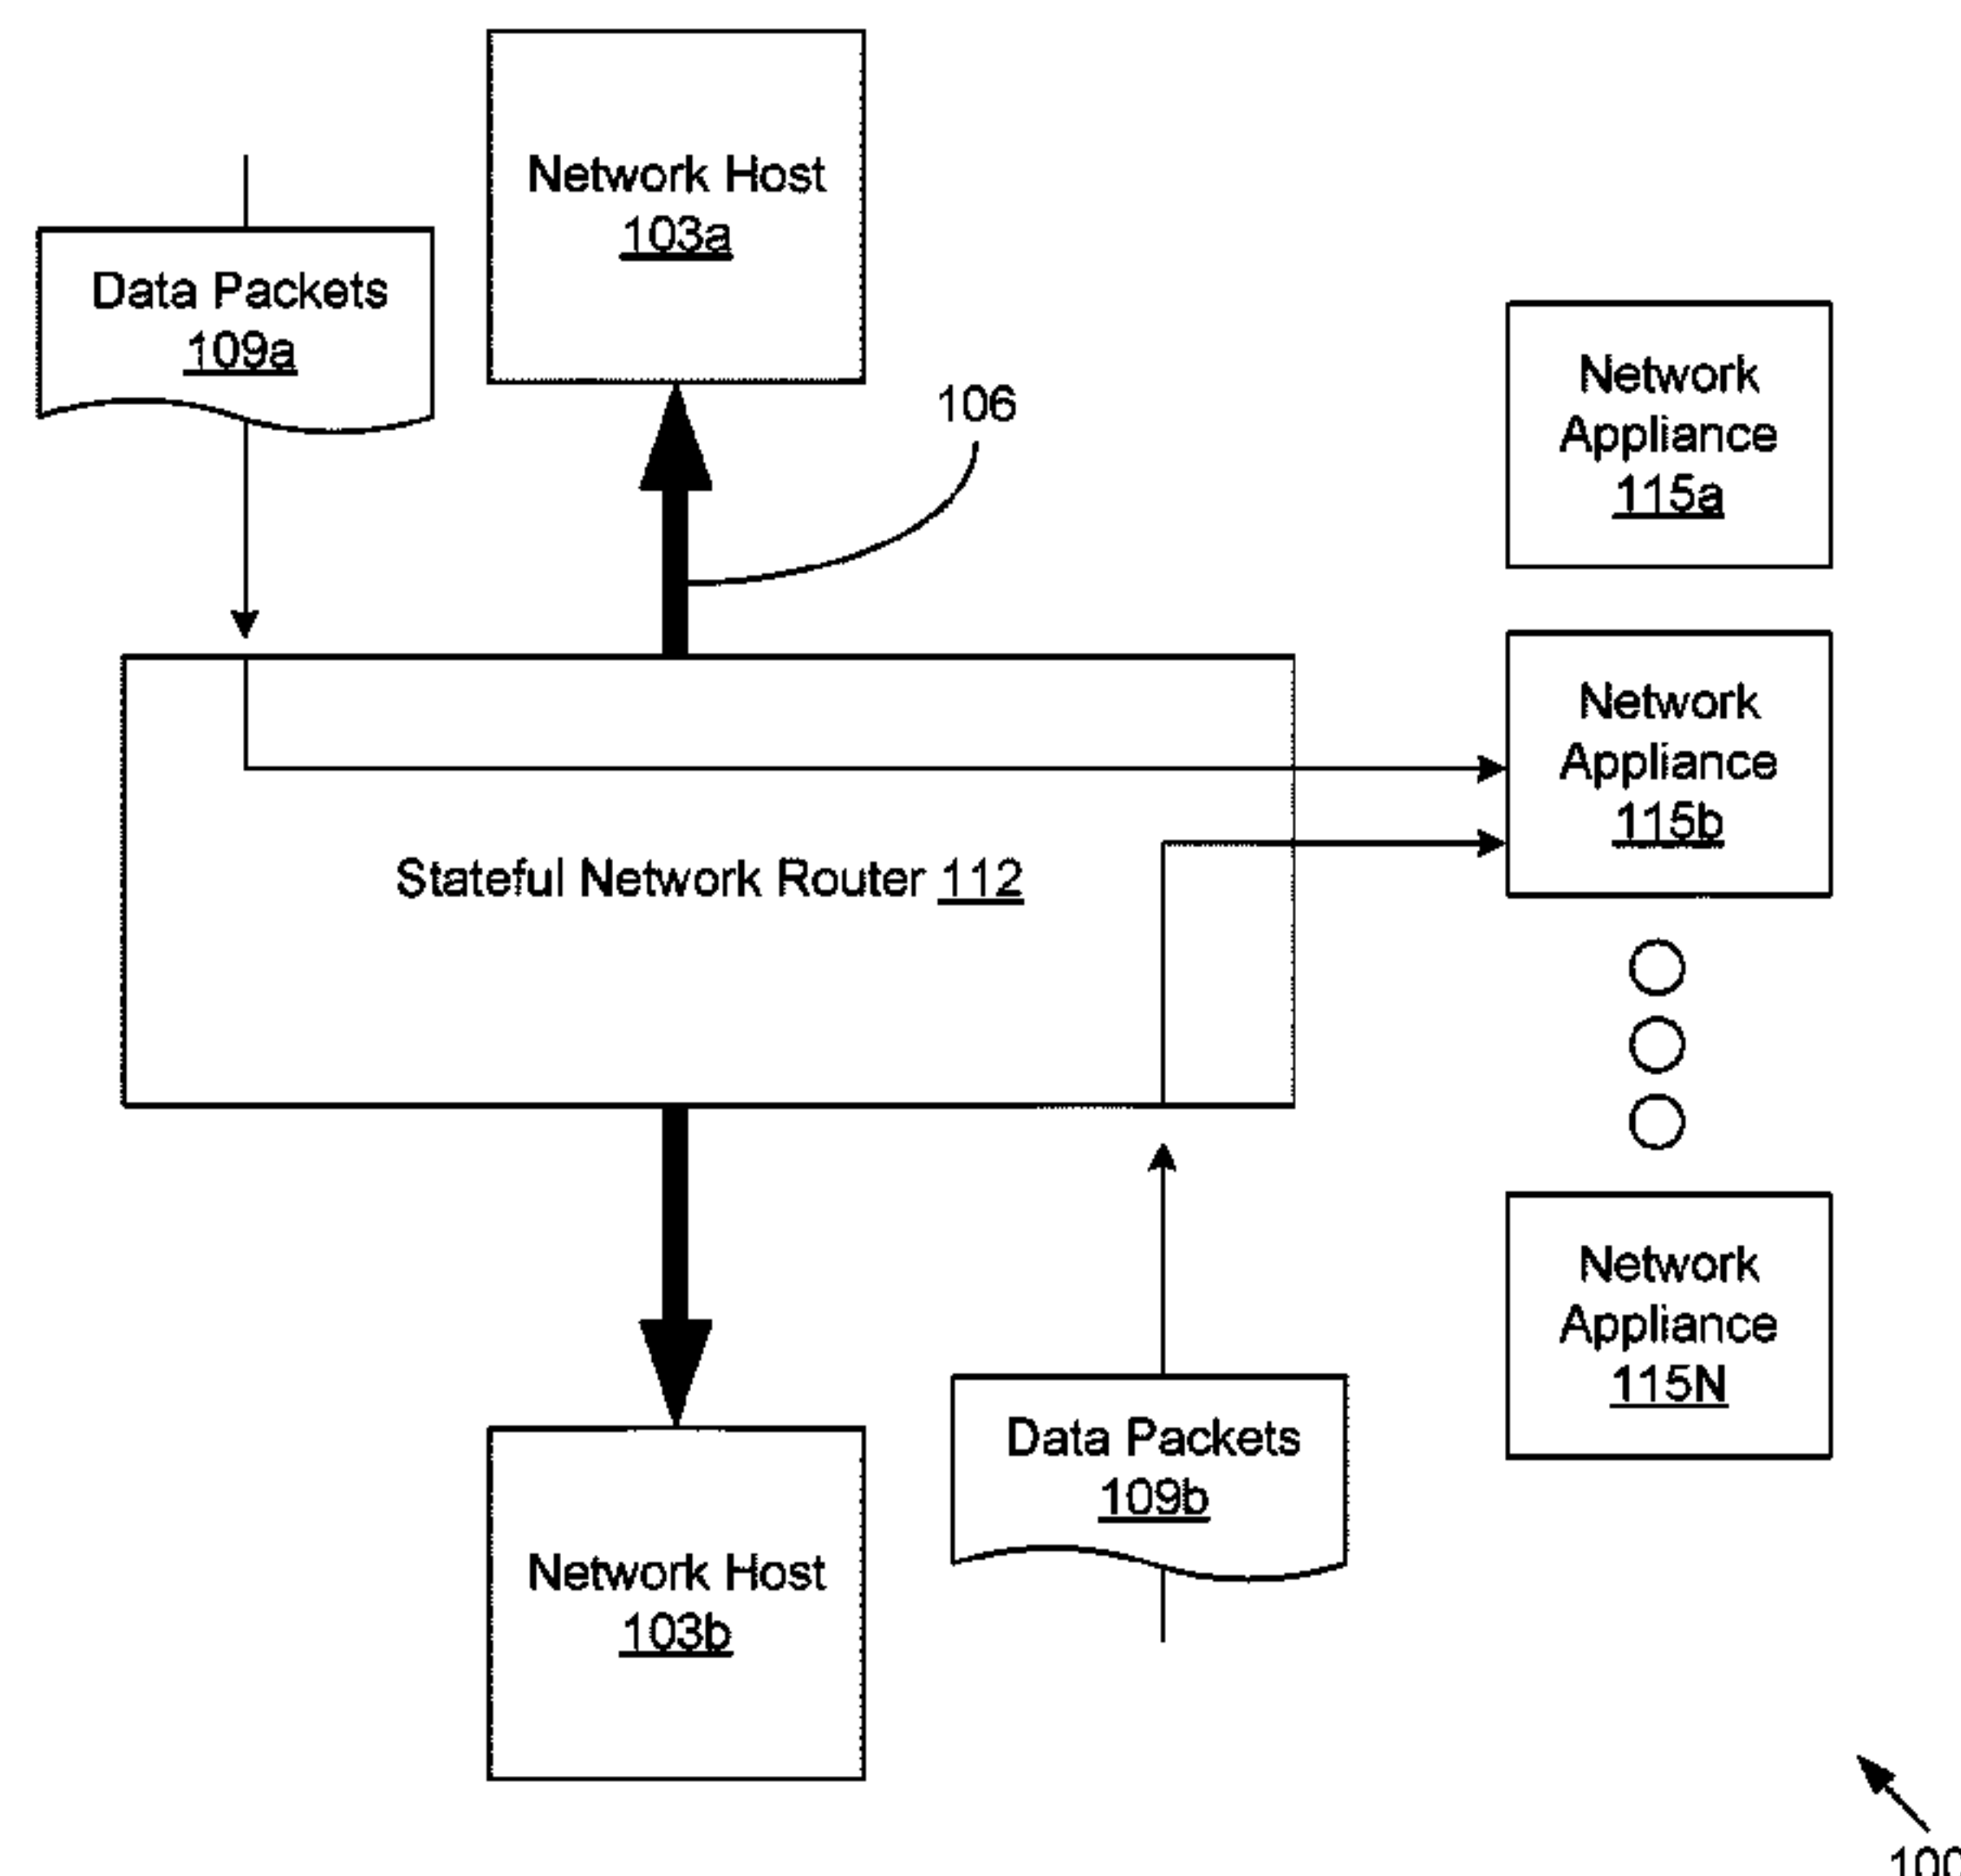 Network Host
103a
Data Packets
109a
106
Network
Appliance
115a
Network
Appliance
115b
Stateful Network Router 112
Network
Appliance
115N
Data Packets
109b
Network Host
103b
100